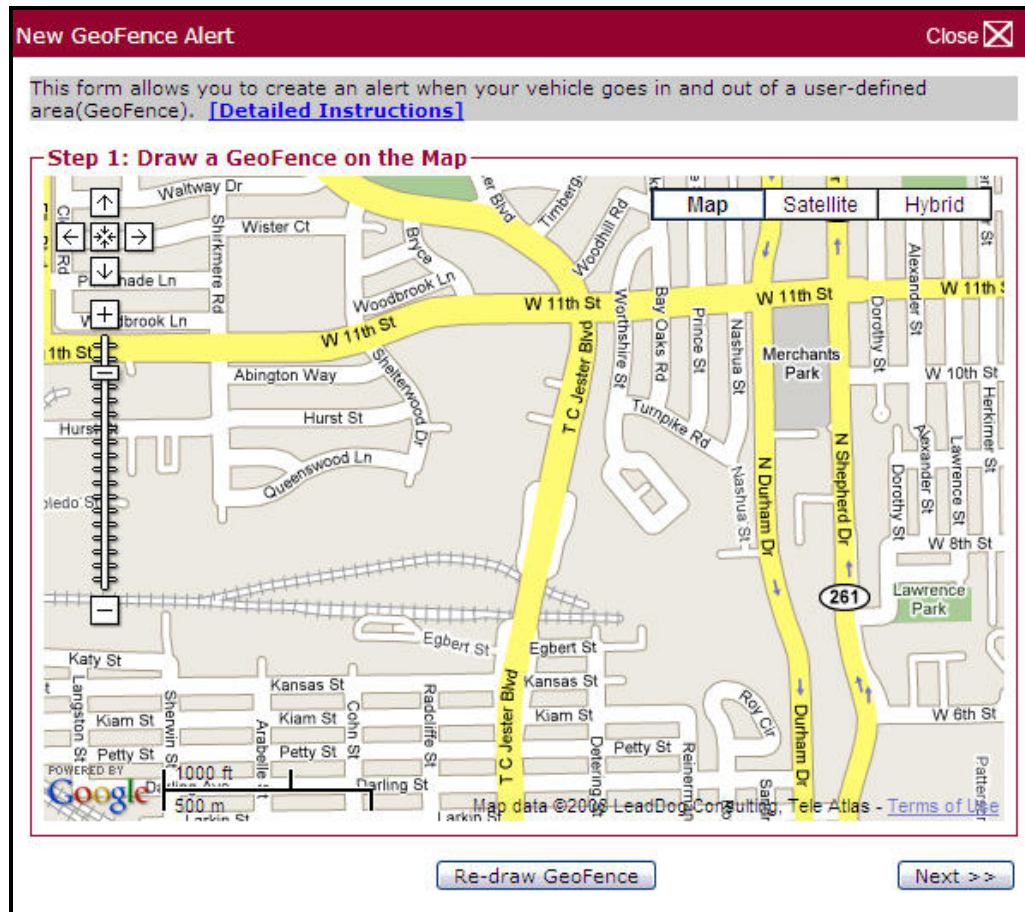 New GeoFence Alert
Close
This form allows you to create an alert when your vehicle goes in and out of a user-defined
area(GeoFence). [Detailed Instructions]
Step 1: Draw a GeoFence on the Map
Waltway Dr
Wister Ct
Shirkmere Rd
Bryce
Blvd
Woodhill Rd
Map
Satellite
Hybrid
Woodbrook Ln
W 11th St
W 11th St
W 11th St
W 11th
Abington Way
Shelterwood Dr
Hurst St
Queenswood Ln
T C Jester Blvd
Worthshire St
Bay Oaks Rd
Prince St
Nashua St
Turnpike Rd
Nashua St
Merchants
Park
Dorothy St
Alexander St
W 10th St
Herkimer St
N Durham Dr
N Shepherd Dr
Dorothy St
Lawrence St
W 8th St
261
Lawrence
Park
Egbert St
Egbert St
Katy St
Kansas St
Kansas St
Langston St
Sherwin St
Kiam St
Kiam St
Kiam St
Cohn St
Radcliffe St
Petty St
Petty St
Petty St
T C Jester Blvd
Roy Cir
Durham Dr
W 6th St
Darling St
Larkin St
POWERED BY
Google
1000 ft
500 m
Map data ©2008 LeadDog Consulting, Tele Atlas - Terms of Use
Re-draw GeoFence
Next >>